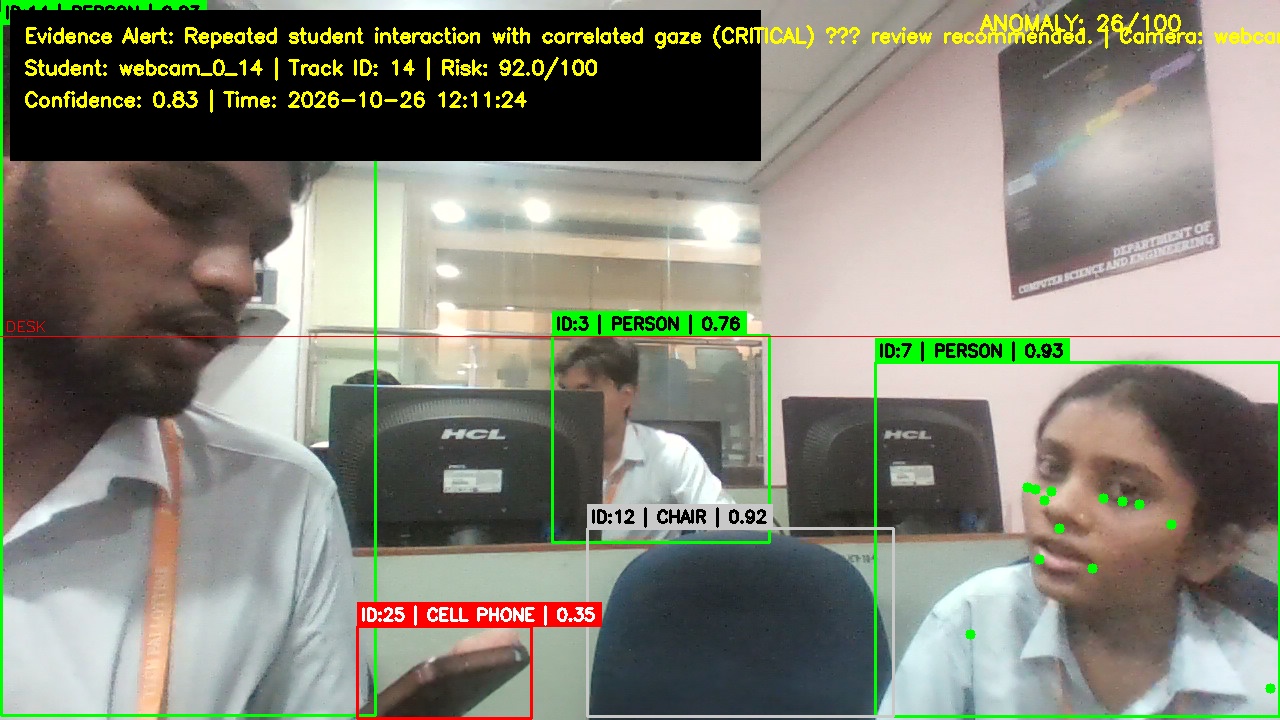 Evidence Alert: Repeated student interaction with correlated gaze (CRITICAL) ??? review recommended. | Camera: webcam
Student: webcam_0_14 | Track ID: 14 | Risk: 92.0/100
Confidence: 0.83 | Time: 2026-10-26 12:11:24
ANOMALY: 26/100
DEPARTMENT OF
COMPUTER SCIENCE AND ENGINEERING
DESK
ID:3 | PERSON | 0.76
ID:7 | PERSON | 0.93
HCL
HCL
ID:12 | CHAIR | 0.92
ID:25 | CELL PHONE | 0.35